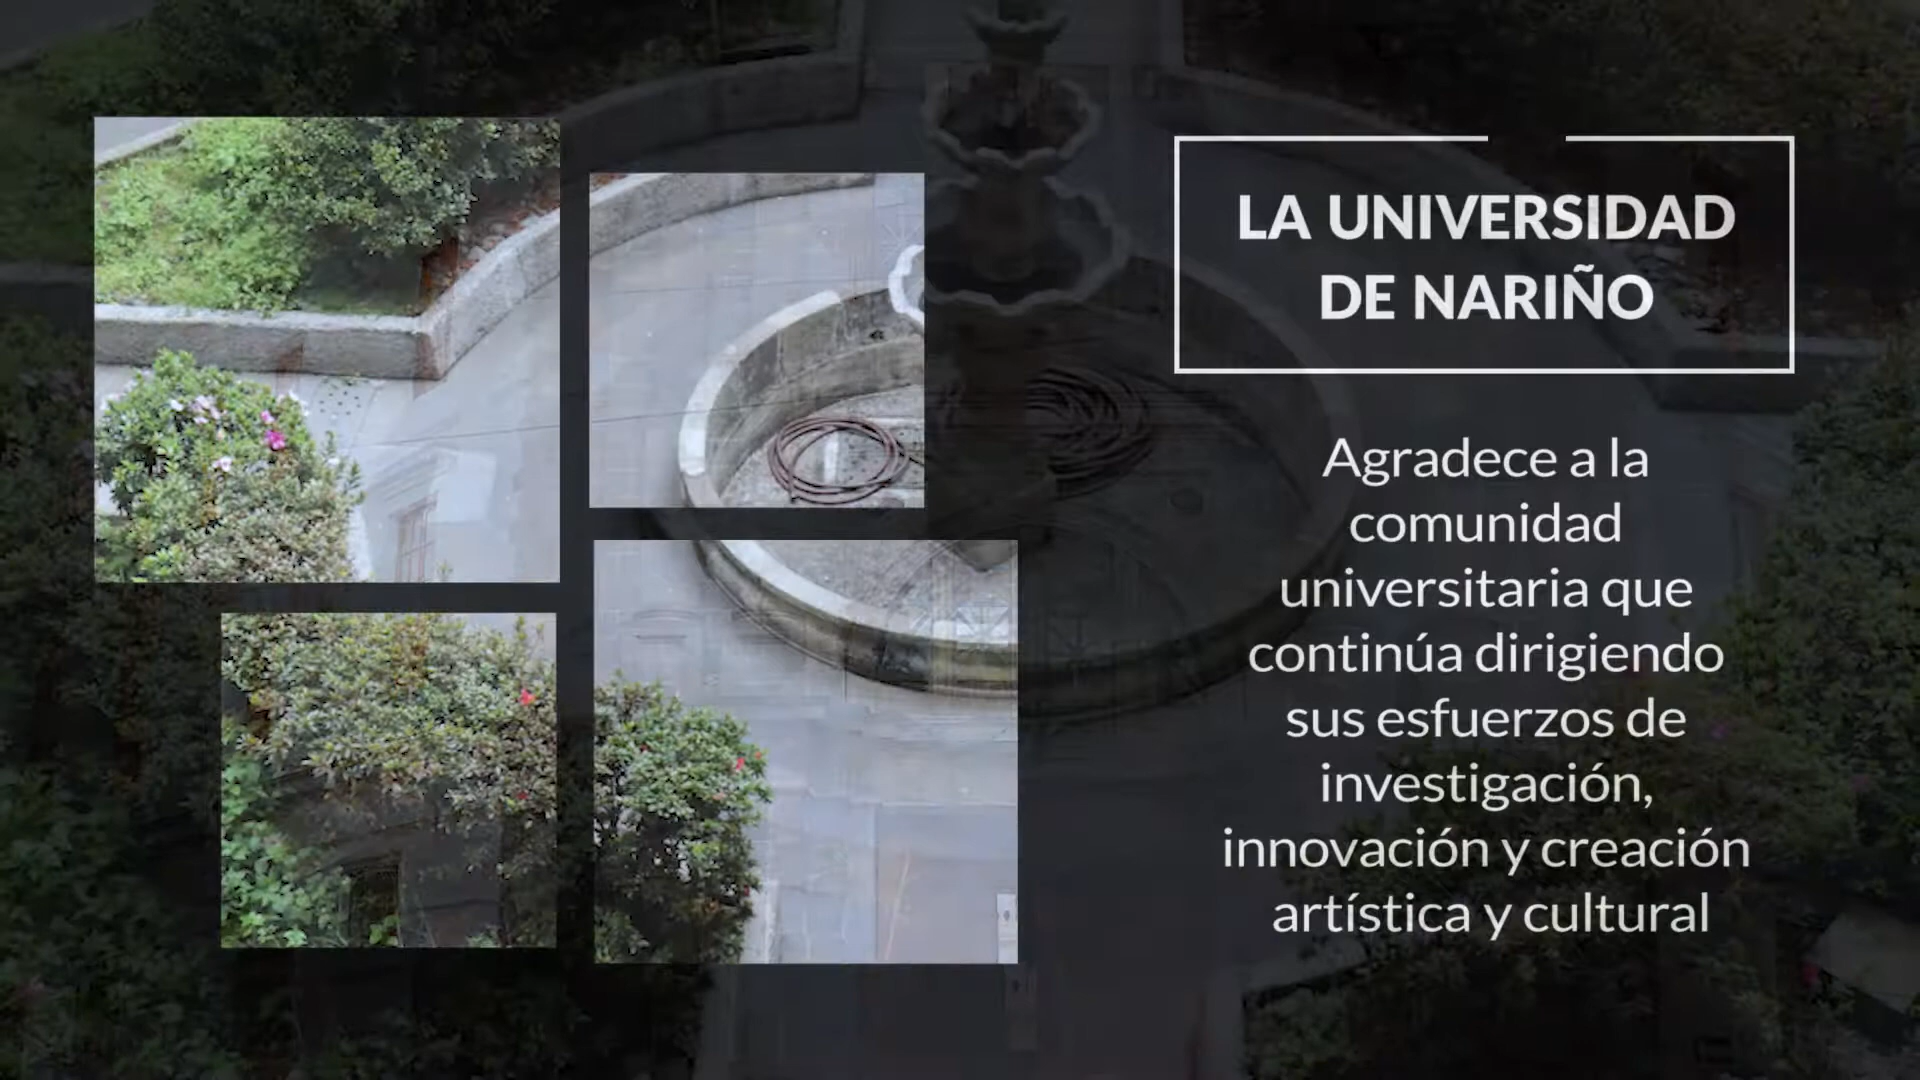 LA UNIVERSIDAD
DE NARIÑO
Agradece a la
comunidad
universitaria que
continúa dirigiendo
sus esfuerzos de
investigación,
innovación y creación
artística y cultural